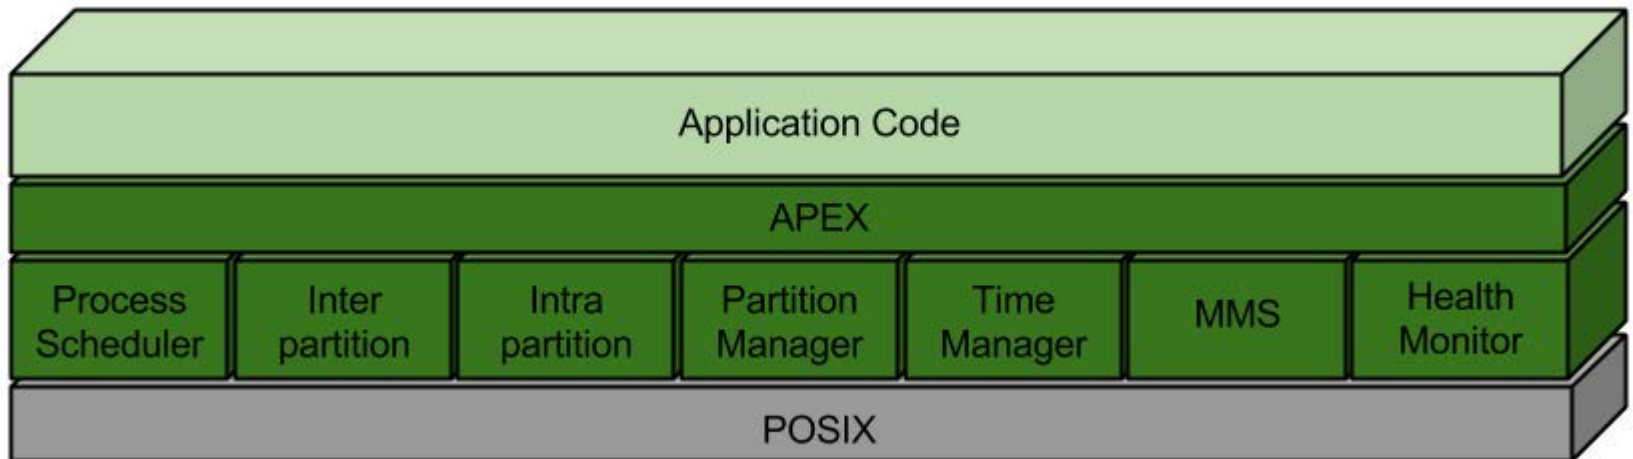 Application Code
APEX
Process
Scheduler
Inter
partition
Intra
partition
Partition
Manager
Time
Manager
MMS
Health
Monitor
POSIX